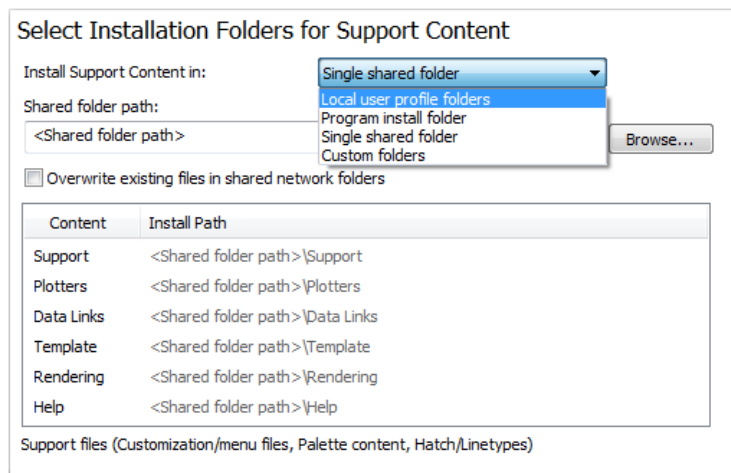 Select Installation Folders for Support Content
Install Support Content in:
Single shared folder
Local user profile folders
Program install folder
Single shared folder
Custom folders
Shared folder path:
<Shared folder path>
Browse...
Overwrite existing files in shared network folders
Content Install Path
Support <Shared folder path>\Support
Plotters <Shared folder path>\Plotters
Data Links <Shared folder path>\Data Links
Template <Shared folder path>\Template
Rendering <Shared folder path>\Rendering
Help <Shared folder path>\Help
Support files (Customization/menu files, Palette content, Hatch/Linetypes)